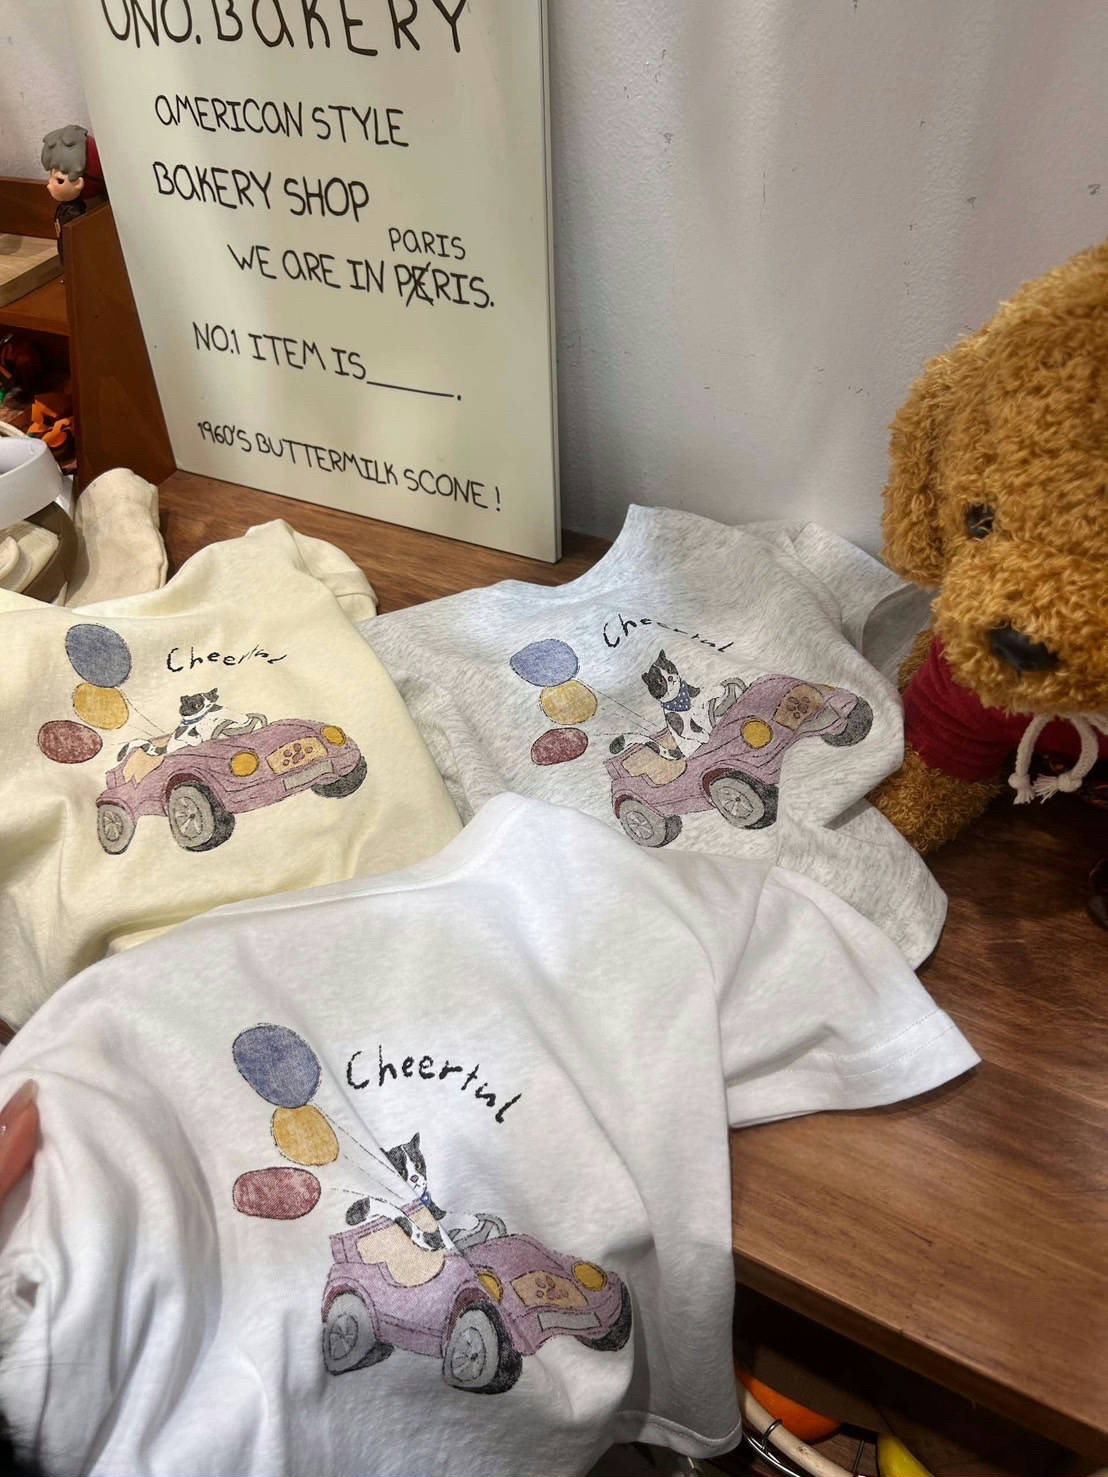 UNO.BAKERY
AMERICAN STYLE
BAKERY SHOP
PARIS
WE ARE IN PERIS.
NO.1 ITEM IS_____.
1960'S BUTTERMILK SCONE!
Cheerful
Cheerful
Cheerful